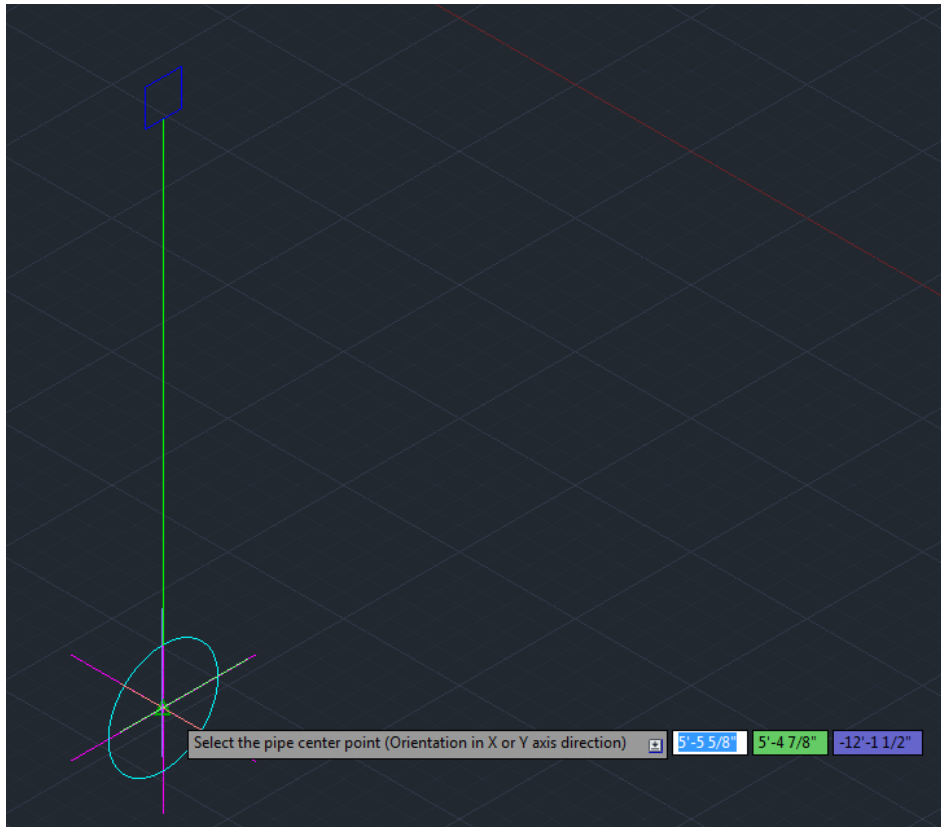 Select the pipe center point (Orientation in X or Y axis direction) 5'-5 5/8" 5'-4 7/8" -12'-1 1/2"